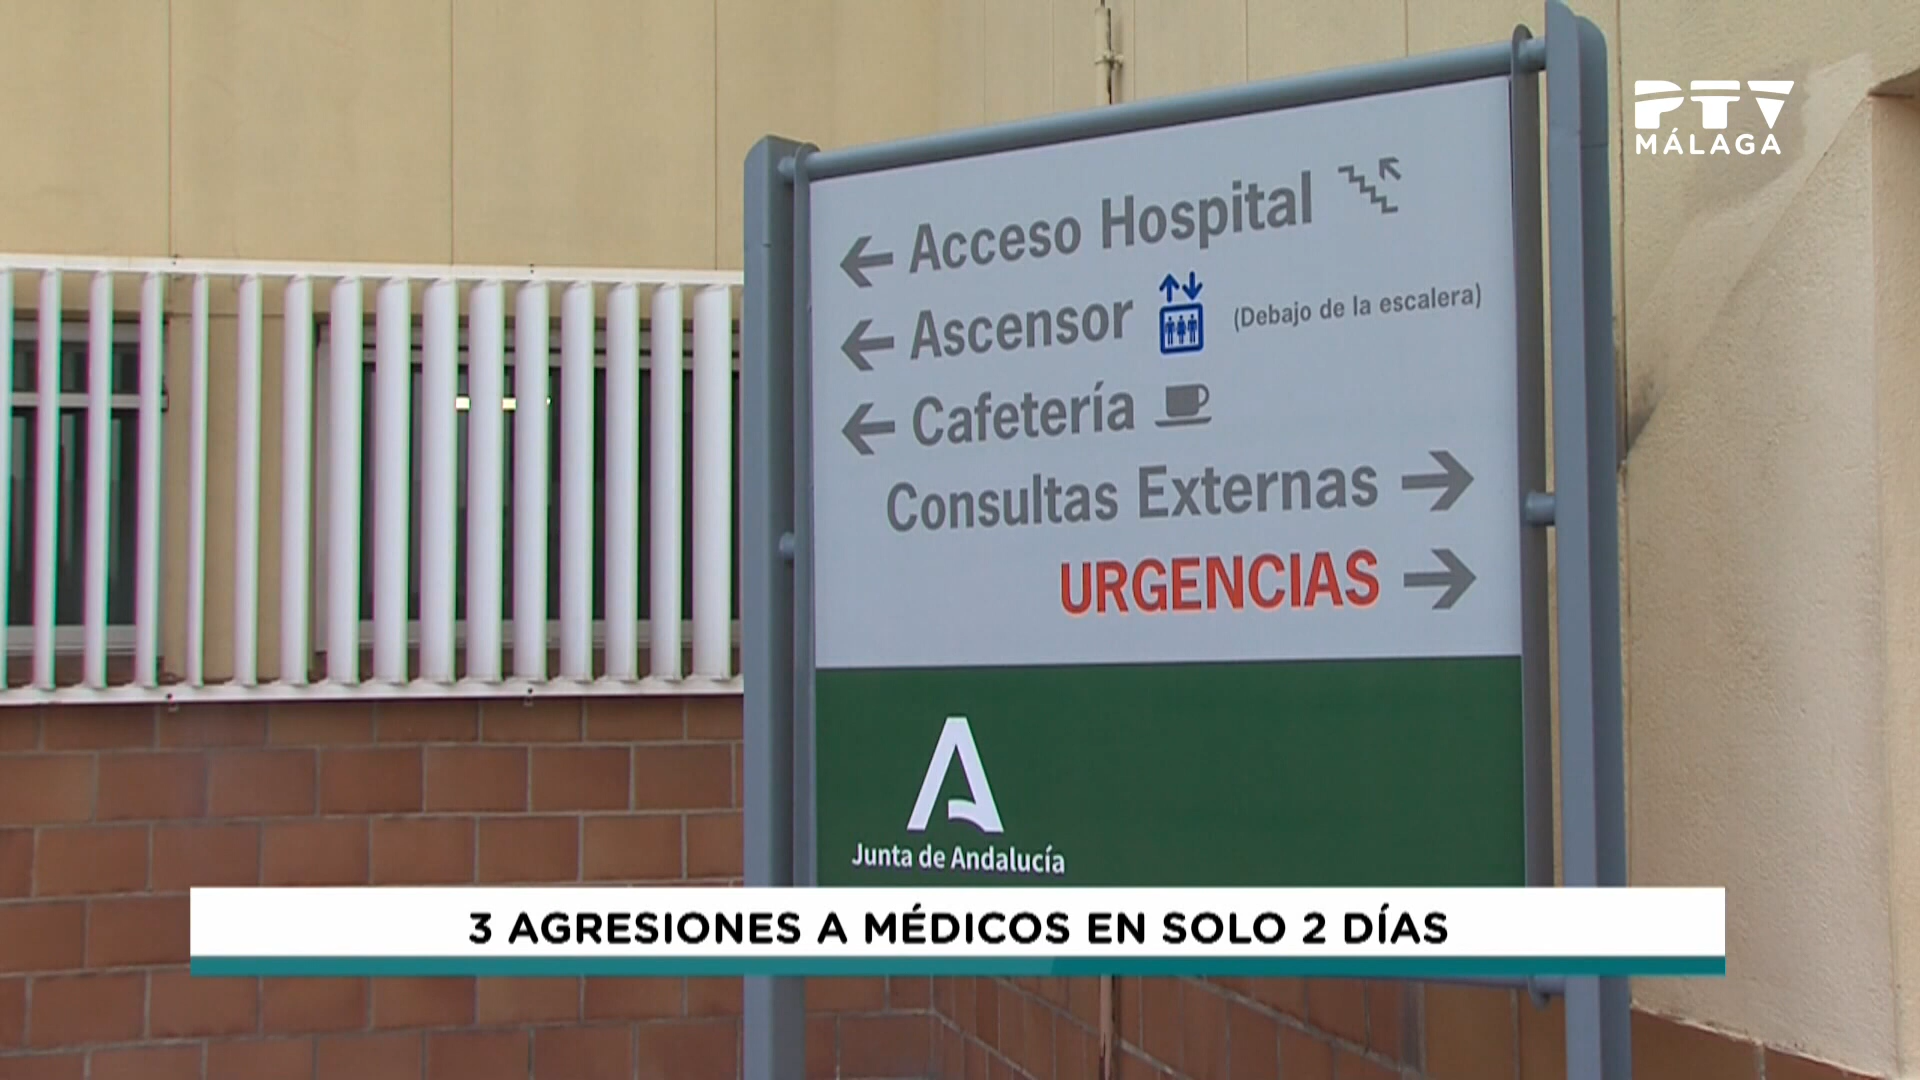 PTV
MÁLAGA
Acceso Hospital
Ascensor (Debajo de la escalera)
Cafetería
Consultas Externas
URGENCIAS
Junta de Andalucía
3 AGRESIONES A MÉDICOS EN SOLO 2 DÍAS